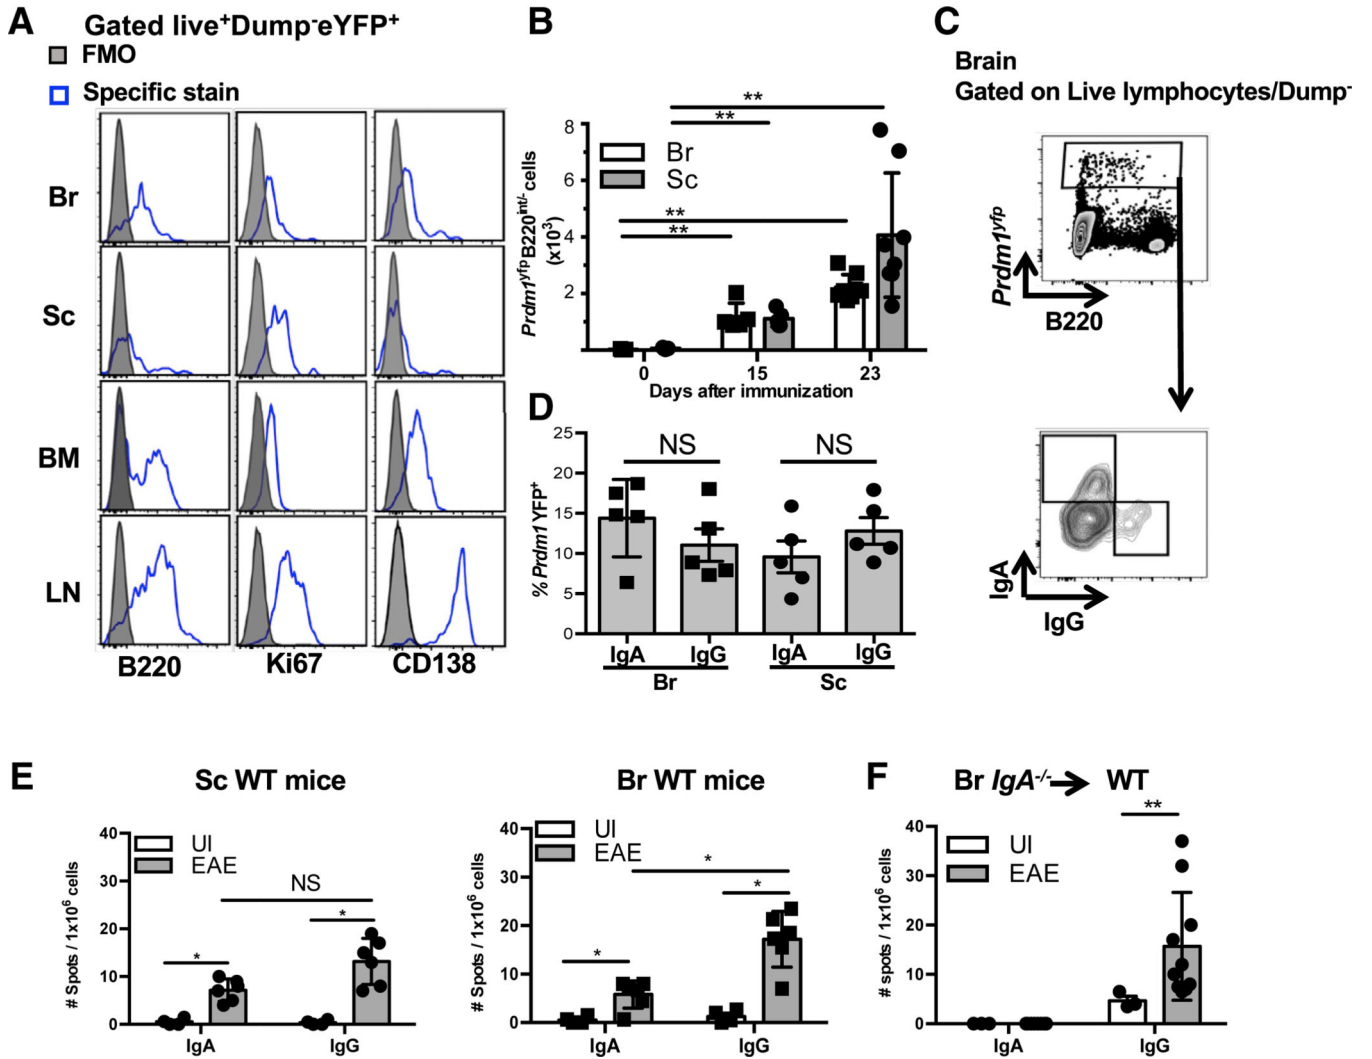 A
Gated live⁺Dump⁻eYFP⁺
FMO
Specific stain
Br
Sc
BM
LN
B220
Ki67
CD138
B
**
**
8
6
4
2
Br
Sc
**
**
Prdm1ʸᶠᵖB220ⁱⁿᵗ/⁻ cells
(x10³)
0
15
23
Days after immunization
C
Brain
Gated on Live lymphocytes/Dump⁻
Prdm1ʸᶠᵖ
B220
IgA
IgG
D
25
20
15
10
5
0
% Prdm1 YFP⁺
NS
NS
IgA
IgG
IgA
IgG
Br
Sc
E
Sc WT mice
UI
EAE
40
30
20
10
0
# Spots / 1x10⁶ cells
NS
*
*
IgA
IgG
Br WT mice
UI
EAE
40
30
20
10
0
# Spots / 1x10⁶ cells
*
*
*
IgA
IgG
F
Br IgA⁻/⁻ WT
**
UI
EAE
40
30
20
10
0
# spots / 1x10⁶ cells
IgA
IgG